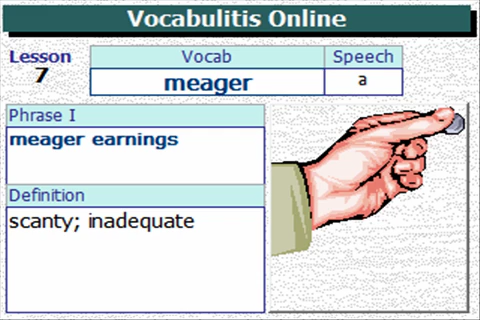 Vocabulitis Online
Lesson
7
Vocab
Speech
meager
a
Phrase I
meager earnings
Definition
scanty; inadequate